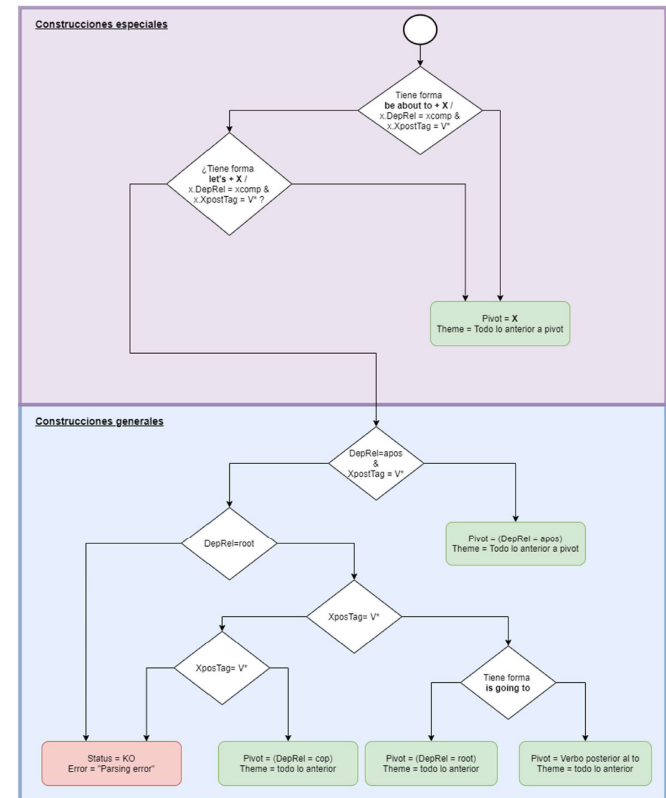 Construcciones especiales
Tiene forma
be about to + X /
x.DepRel = xcomp &
x.XpostTag = V*
¿Tiene forma
let's + X /
x.DepRel = xcomp &
x.XpostTag = V* ?
Pivot = X
Theme = Todo lo anterior a pivot
Construcciones generales
DepRel=apos
&
XpostTag = V*
Pivot = (DepRel = apos)
Theme = Todo lo anterior a pivot
DepRel=root
XposTag= V*
XposTag= V*
Tiene forma
is going to
Status = KO
Error = "Parsing error"
Pivot = (DepRel = cop)
Theme = todo lo anterior
Pivot = (DepRel = root)
Theme = todo lo anterior
Pivot = Verbo posterior al to
Theme = todo lo anterior